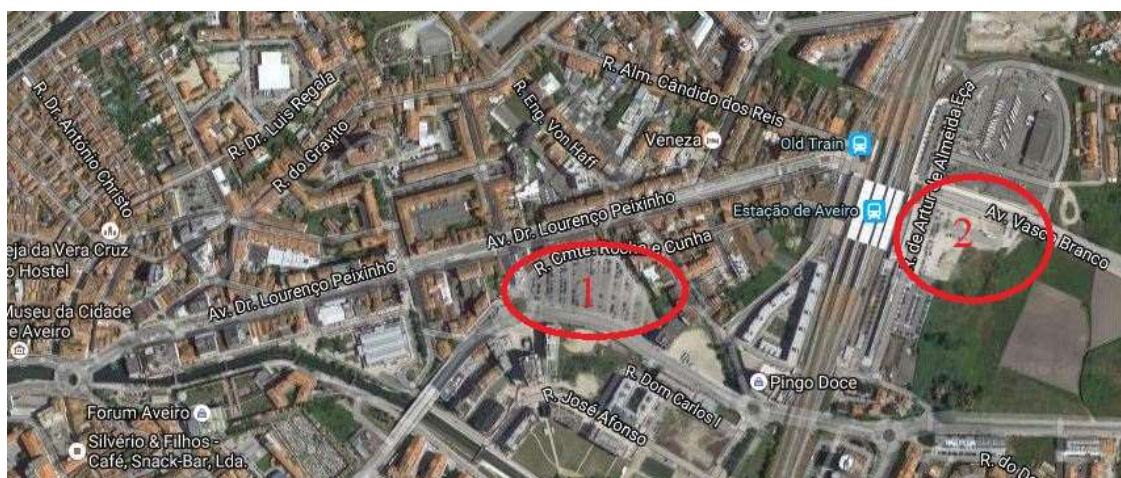 R. Dr. António Christo
R. Dr. Luis Regala
R. do Gravito
R. Eng. Von Haff
R. Alm. Cândido dos Reis
Veneza
Old Train
Estação de Aveiro
R. de Artur de Almeida Eça
Av. Vasco Branco
2
Av. Dr. Lourenço Peixinho
R. Cmte. Rocha e Cunha
1
eja da Vera Cruz
o Hostel
Av. Dr. Lourenço Peixinho
Museu da Cidade
e Aveiro
Forum Aveiro
Silvério & Filhos -
Café, Snack-Bar, Lda.
R. José Afonso
R. Dom Carlos I
Pingo Doce
R. do